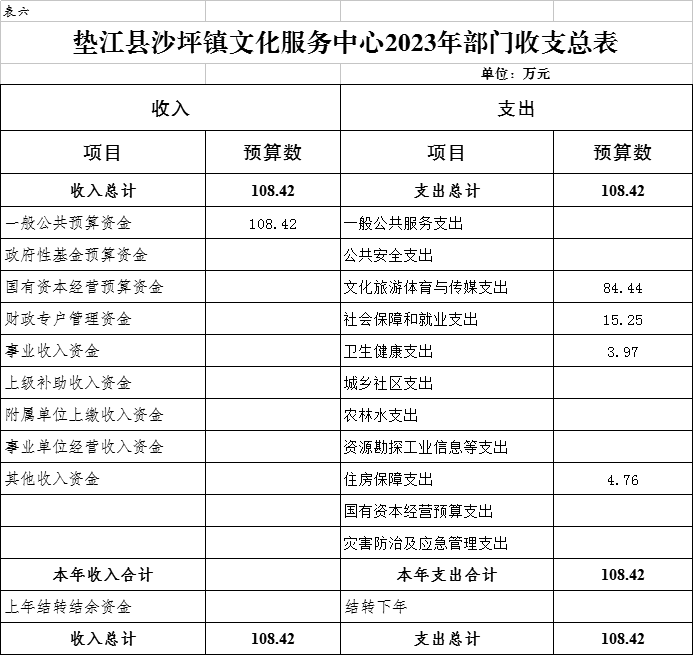 表六
垫江县沙坪镇文化服务中心2023年部门收支总表
单位：万元
收入 支出
项目 预算数 项目 预算数
收入总计 108.42 支出总计 108.42
一般公共预算资金 108.42 一般公共服务支出
政府性基金预算资金 公共安全支出
国有资本经营预算资金 文化旅游体育与传媒支出 84.44
财政专户管理资金 社会保障和就业支出 15.25
事业收入资金 卫生健康支出 3.97
上级补助收入资金 城乡社区支出
附属单位上缴收入资金 农林水支出
事业单位经营收入资金 资源勘探工业信息等支出
其他收入资金 住房保障支出 4.76
国有资本经营预算支出
灾害防治及应急管理支出
本年收入合计 本年支出合计 108.42
上年结转结余资金 结转下年
收入总计 108.42 支出总计 108.42